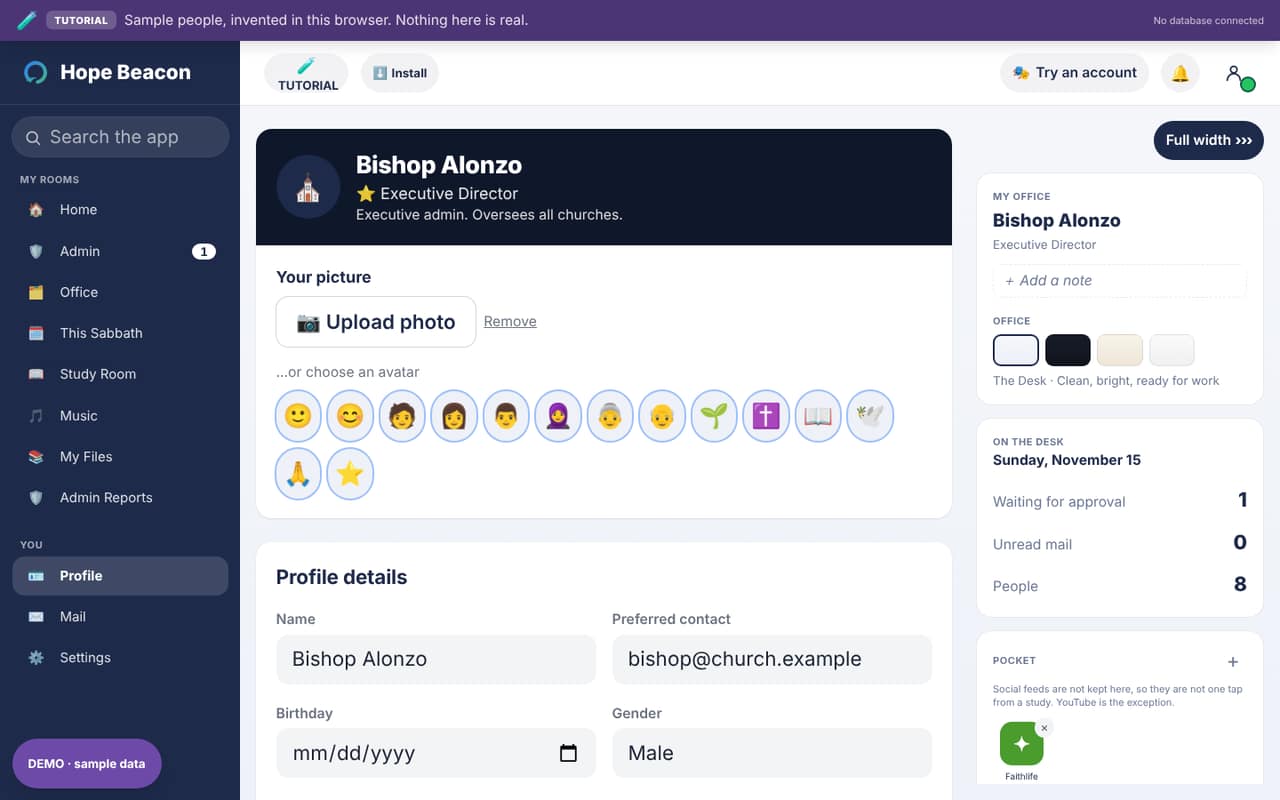 TUTORIAL Sample people, invented in this browser. Nothing here is real. No database connected
Hope Beacon
Search the app
MY ROOMS
Home
Admin 1
Office
This Sabbath
Study Room
Music
My Files
Admin Reports
YOU
Profile
Mail
Settings
DEMO · sample data
TUTORIAL
Install
Try an account
Bishop Alonzo
Executive Director
Executive admin. Oversees all churches.
Your picture
Upload photo Remove
...or choose an avatar
Profile details
Name
Bishop Alonzo
Preferred contact
bishop@church.example
Birthday
mm/dd/yyyy
Gender
Male
Full width ›››
MY OFFICE
Bishop Alonzo
Executive Director
+ Add a note
OFFICE
The Desk · Clean, bright, ready for work
ON THE DESK
Sunday, November 15
Waiting for approval 1
Unread mail 0
People 8
POCKET +
Social feeds are not kept here, so they are not one tap
from a study. YouTube is the exception.
×
Faithlife